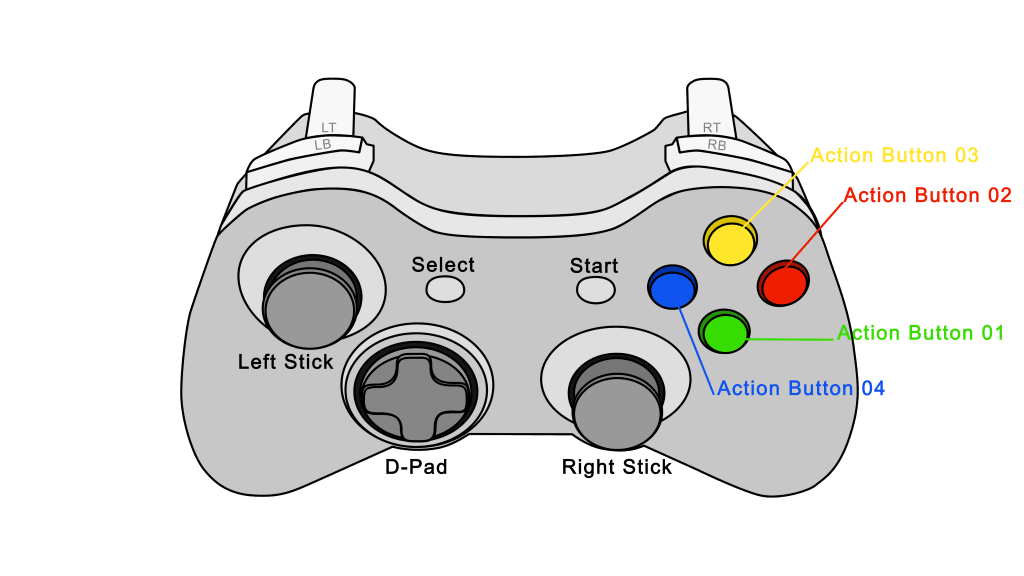 LT
RT
LB
RB
Action Button 03
Action Button 02
Select
Start
Action Button 01
Left Stick
Action Button 04
D-Pad
Right Stick